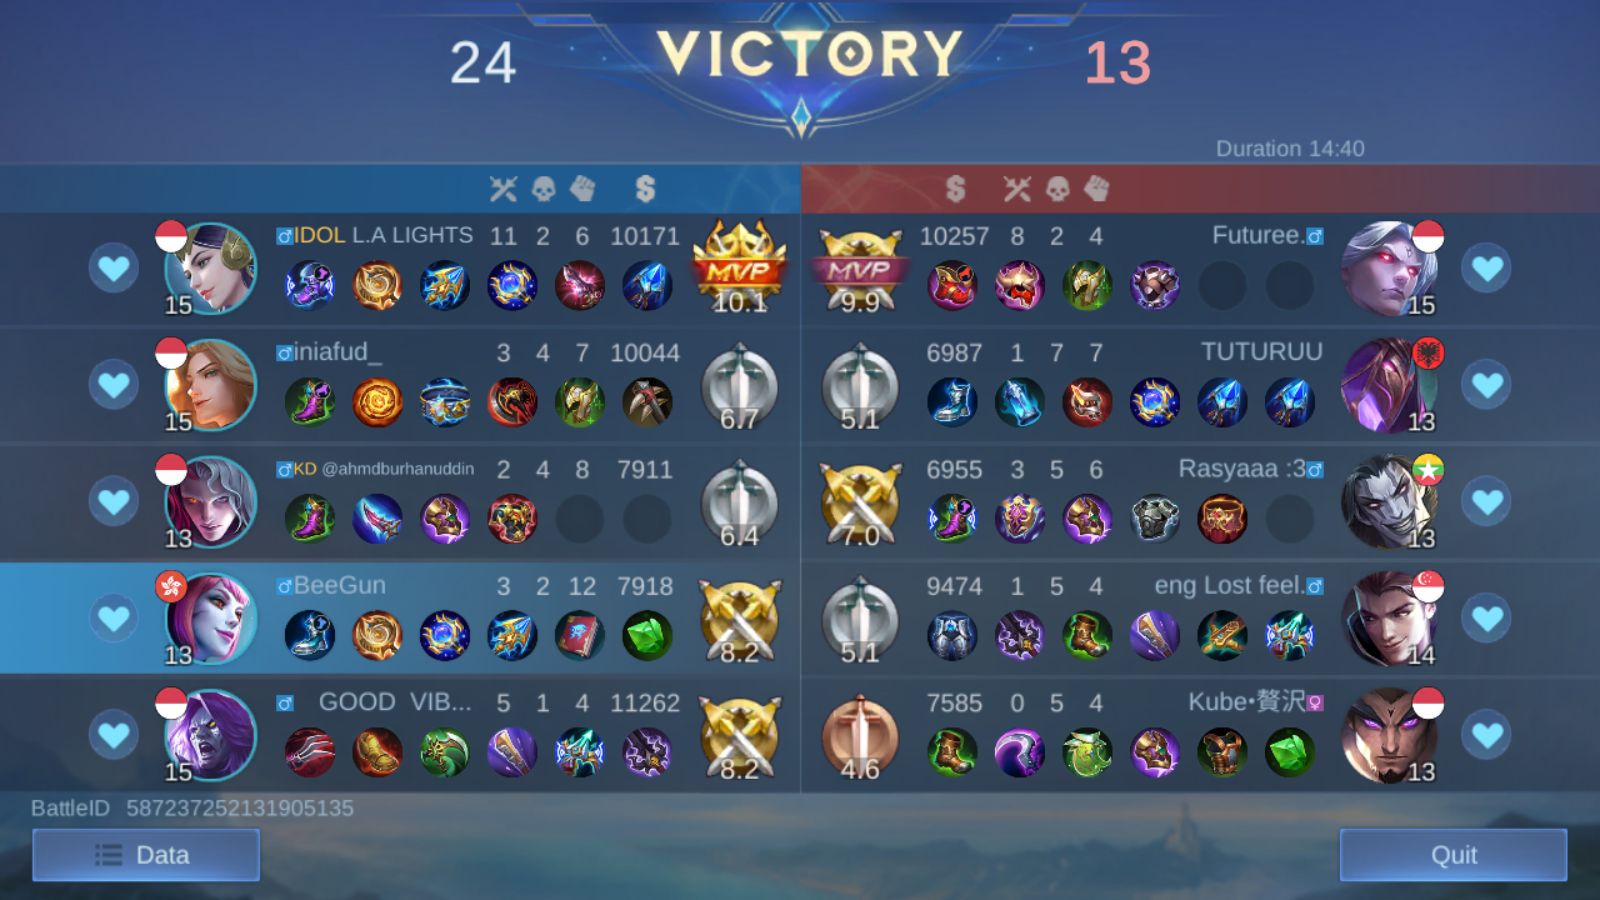 24 VICTORY 13
Duration 14:40
IDOL L.A LIGHTS 11 2 6 10171 MVP 10.1
15
MVP 9.9 10257 8 2 4 Futuree.
15
iniafud_ 3 4 7 10044 6.7
15
5.1 6987 1 7 7 TUTURUU
13
KD @ahmdburhanuddin 2 4 8 7911 6.4
13
7.0 6955 3 5 6 Rasyaaa :3
13
BeeGun 3 2 12 7918 8.2
13
5.1 9474 1 5 4 eng Lost feel.
14
GOOD VIB... 5 1 4 11262 8.2
15
4.6 7585 0 5 4 Kube•贅沢
13
BattleID 587237252131905135
Data
Quit